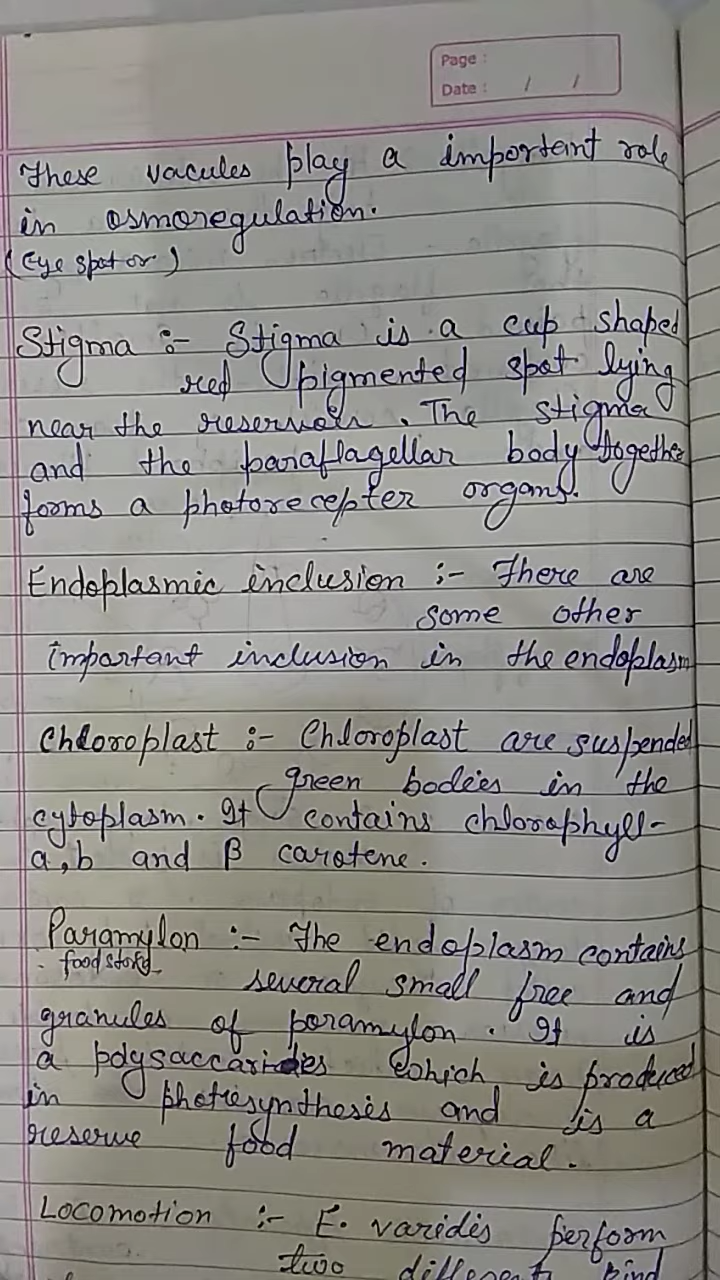 Page :
Date : / /
These vacules play a important role
in osmoregulation.
(Eye spot or)
Stigma :- Stigma is a cup shaped
red pigmented spot lying
near the reservoir. The stigma
and the paraflagellar body together
forms a photorecepter organs.
Endoplasmic inclusion :- There are
some other
important inclusion in the endoplasm
Chloroplast :- Chloroplast are suspended
green bodies in the
cytoplasm. It contains chlorophyll-
a, b and β carotene.
Paramylon :- The endoplasm contains
food several small free and
granules of paramylon. It is
a polysaccarides which is produced
in photosynthesis and is a
reserve food material.
Locomotion :- E. varidis perform
two different kind